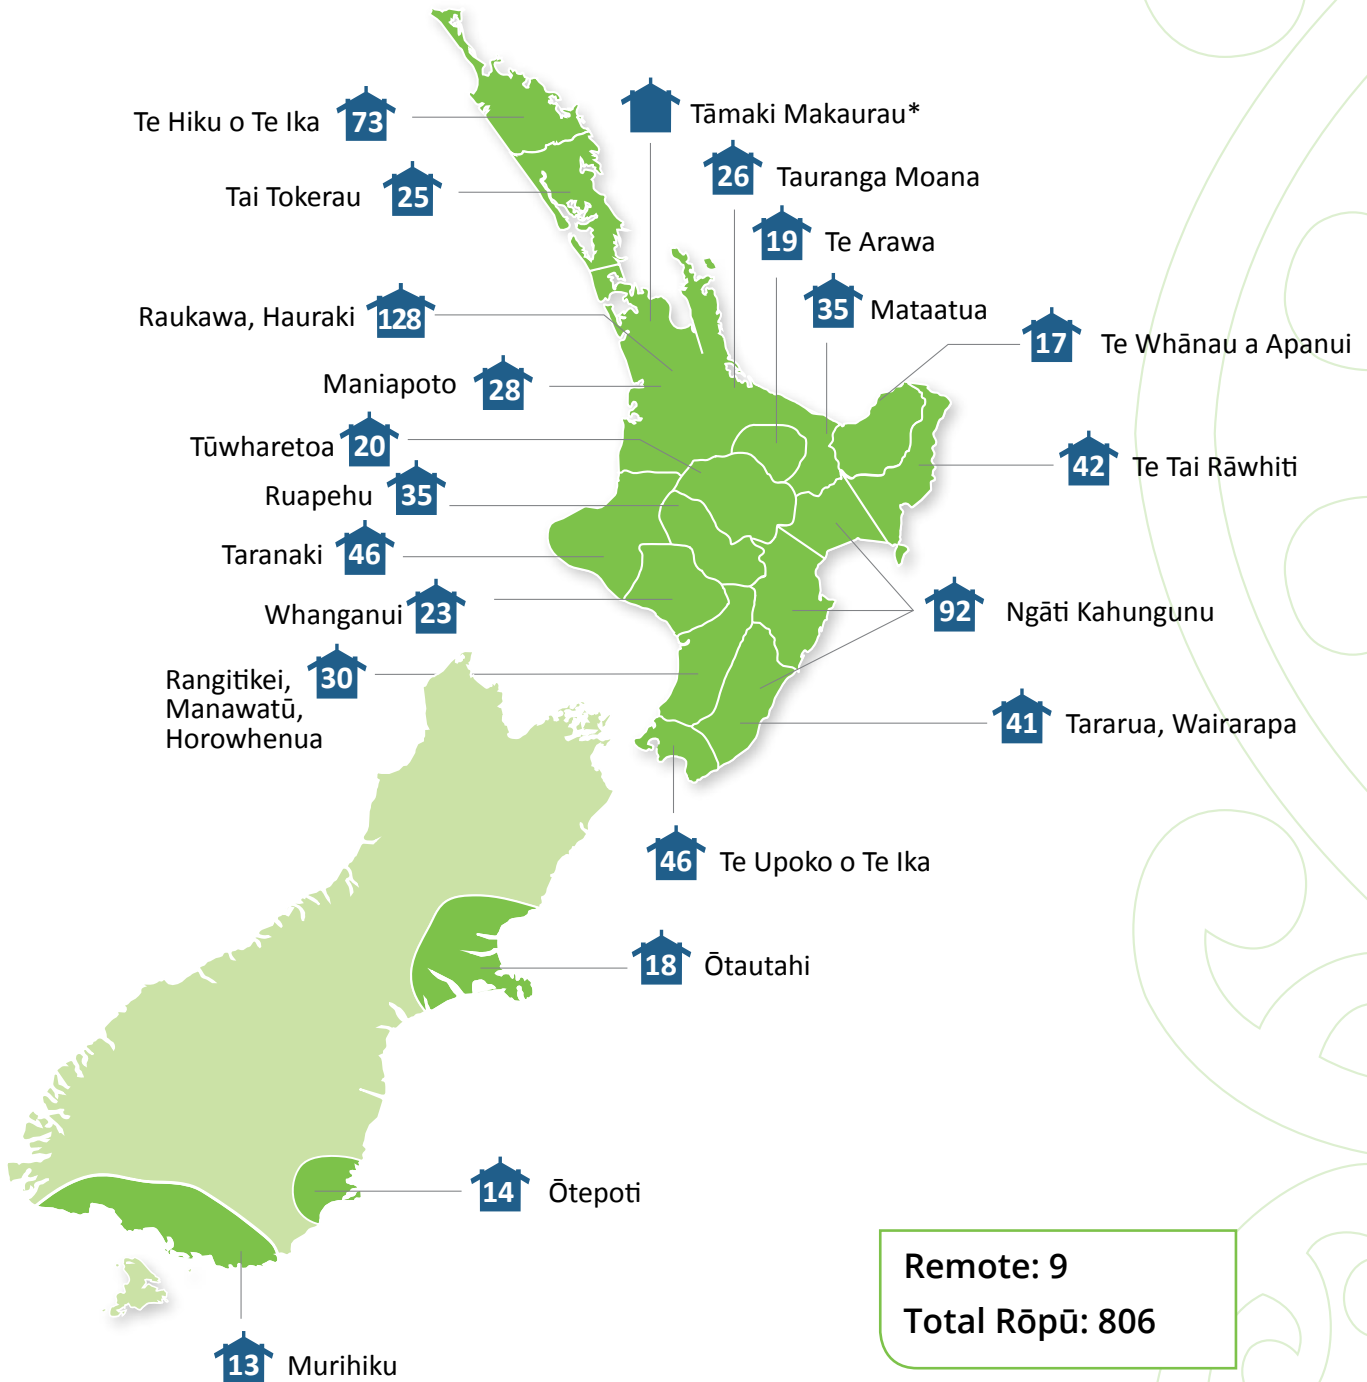 Te Hiku o Te Ika 73
Tāmaki Makaurau*
26 Tauranga Moana
Tai Tokerau 25
19 Te Arawa
Raukawa, Hauraki 128
35 Mataatua
17 Te Whānau a Apanui
Maniapoto 28
Tūwharetoa 20
42 Te Tai Rāwhiti
Ruapehu 35
Taranaki 46
Whanganui 23
92 Ngāti Kahungunu
Rangitīkei, 30
Manawatū,
Horowhenua
41 Tararua, Wairarapa
46 Te Upoko o Te Ika
18 Ōtautahi
14 Ōtepoti
Remote: 9
Total Rōpū: 806
13 Murihiku